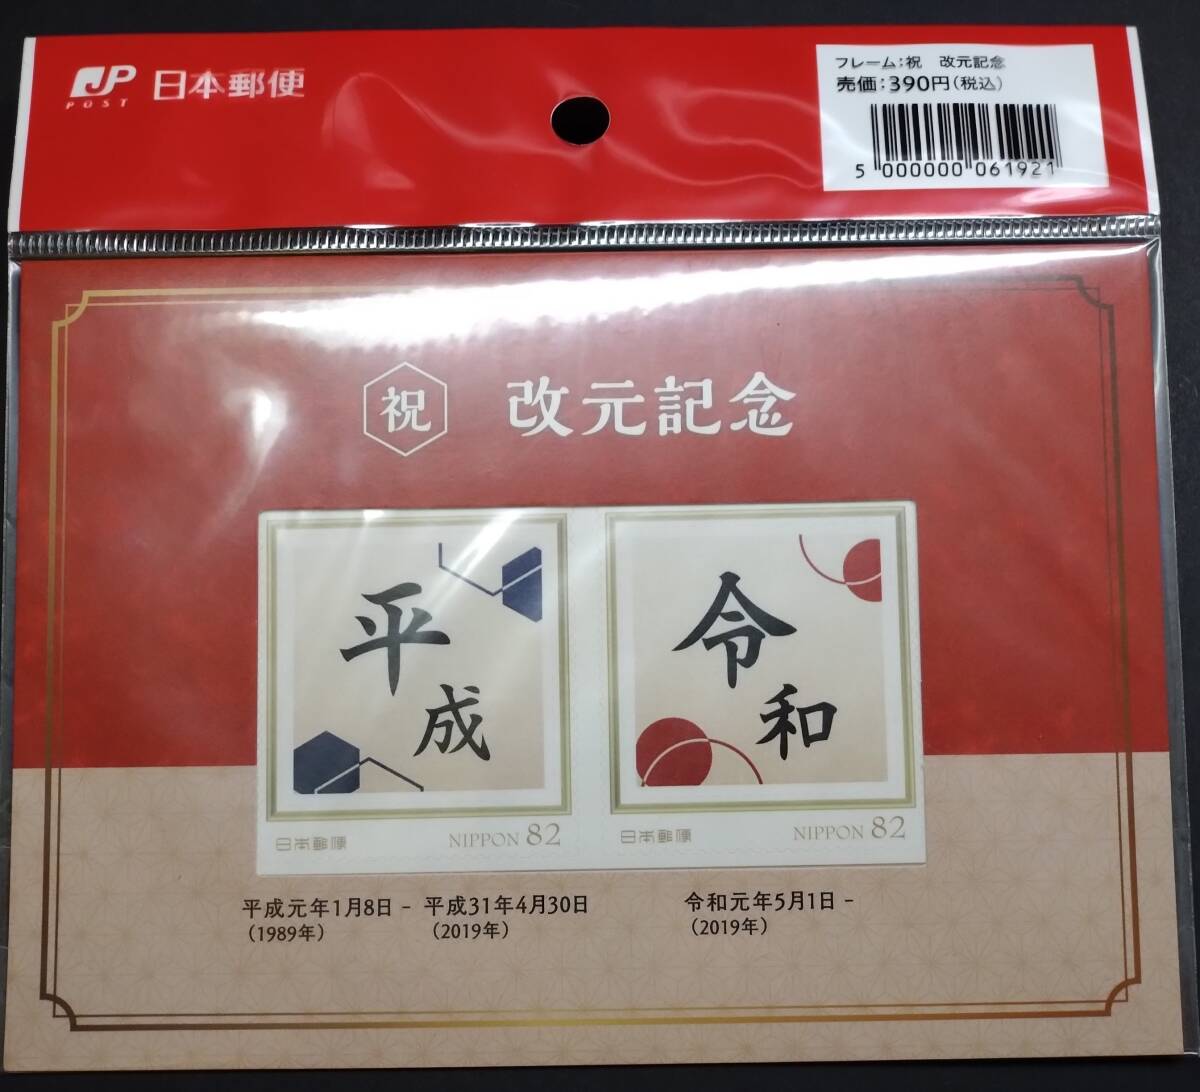 JP
POST
日本郵便
フレーム:祝　改元記念
売価:390円(税込)
5 000000 061921
祝
改元記念
平
成
日本郵便
NIPPON 82
令
和
日本郵便
NIPPON 82
平成元年1月8日 - 平成31年4月30日
(1989年)
(2019年)
令和元年5月1日 -
(2019年)